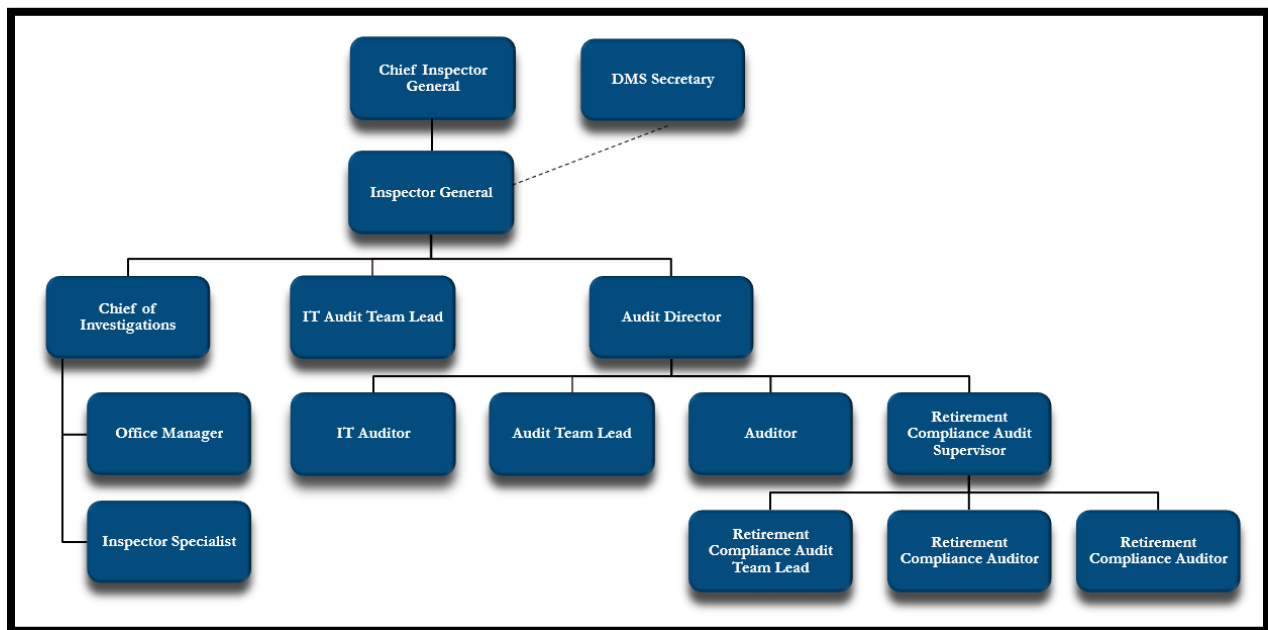 Chief Inspector
General
DMS Secretary
Inspector General
Chief of
Investigations
IT Audit Team Lead
Audit Director
Office Manager
IT Auditor
Audit Team Lead
Auditor
Retirement
Compliance Audit
Supervisor
Inspector Specialist
Retirement
Compliance Audit
Team Lead
Retirement
Compliance Auditor
Retirement
Compliance Auditor